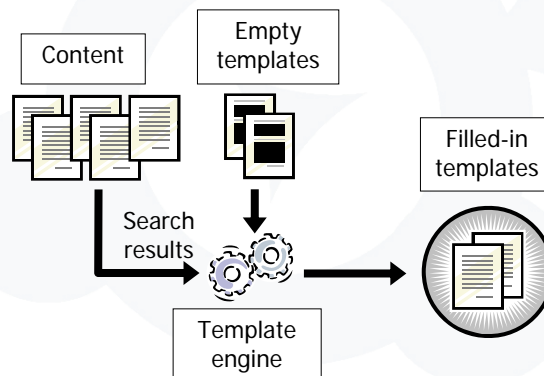 Content
Empty
templates
Filled-in
templates
Search
results
Template
engine